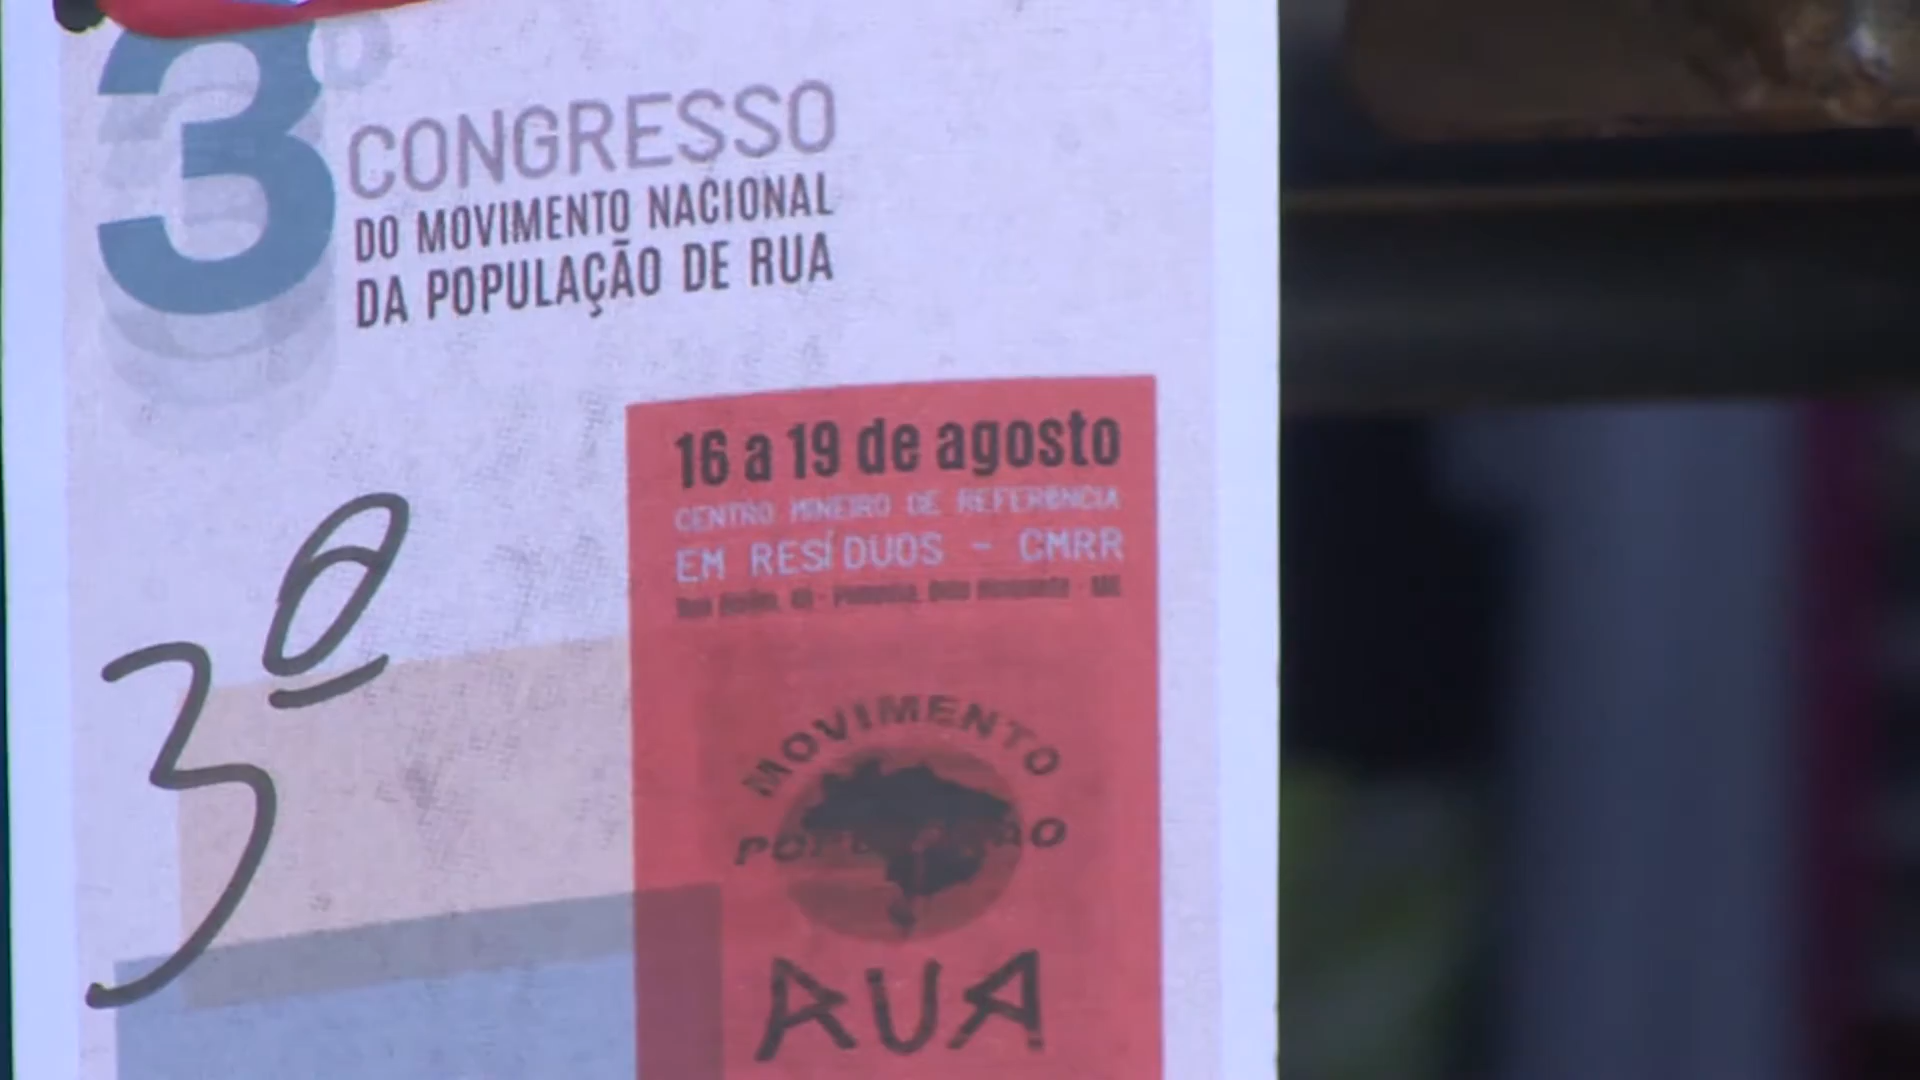 3º
CONGRESSO
DO MOVIMENTO NACIONAL
DA POPULAÇÃO DE RUA
16 a 19 de agosto
CENTRO MINEIRO DE REFERÊNCIA
EM RESÍDUOS - CMRR
MOVIMENTO
POPULAÇÃO
RUA
3º